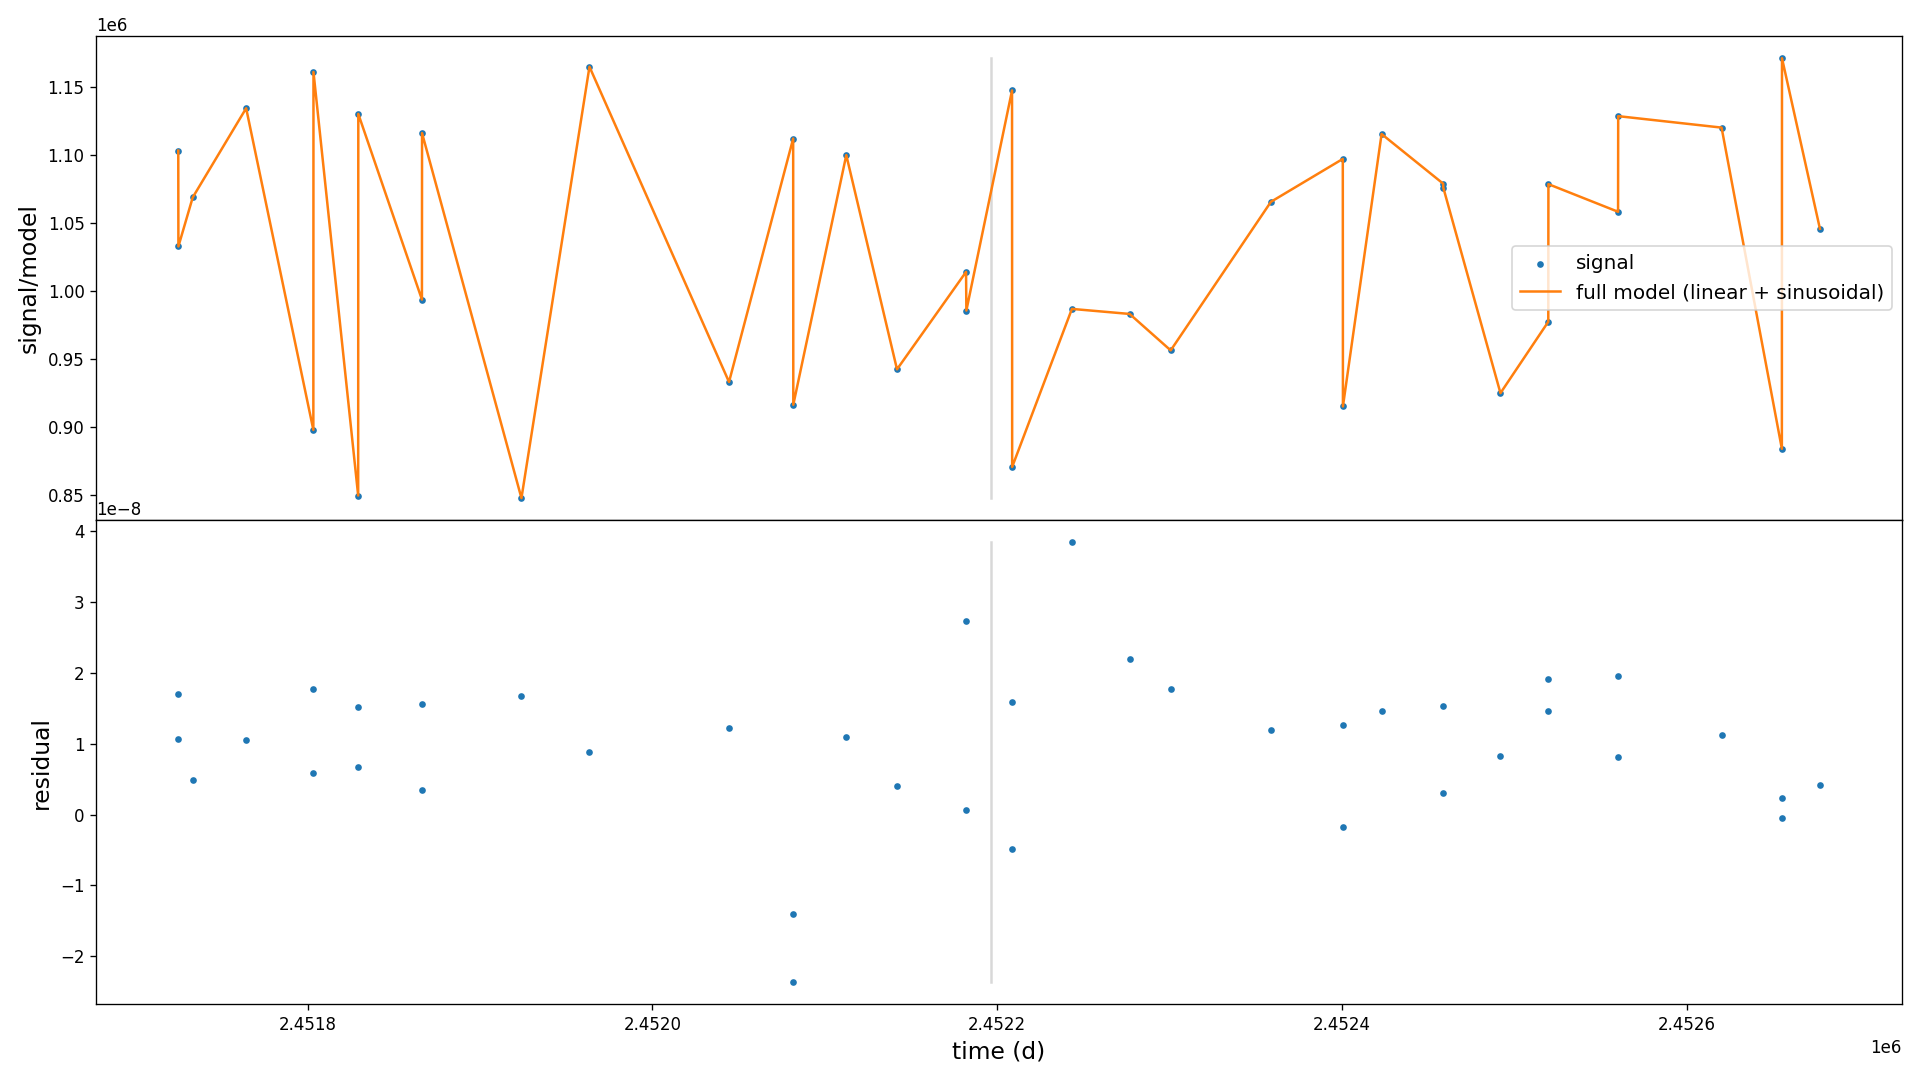 1e6
1.15
1.10
1.05
1.00
0.95
0.90
0.85
signal/model
signal
full model (linear + sinusoidal)
1e−8
4
3
2
1
0
−1
−2
residual
2.4518
2.4520
2.4522
2.4524
2.4526
time (d)
1e6